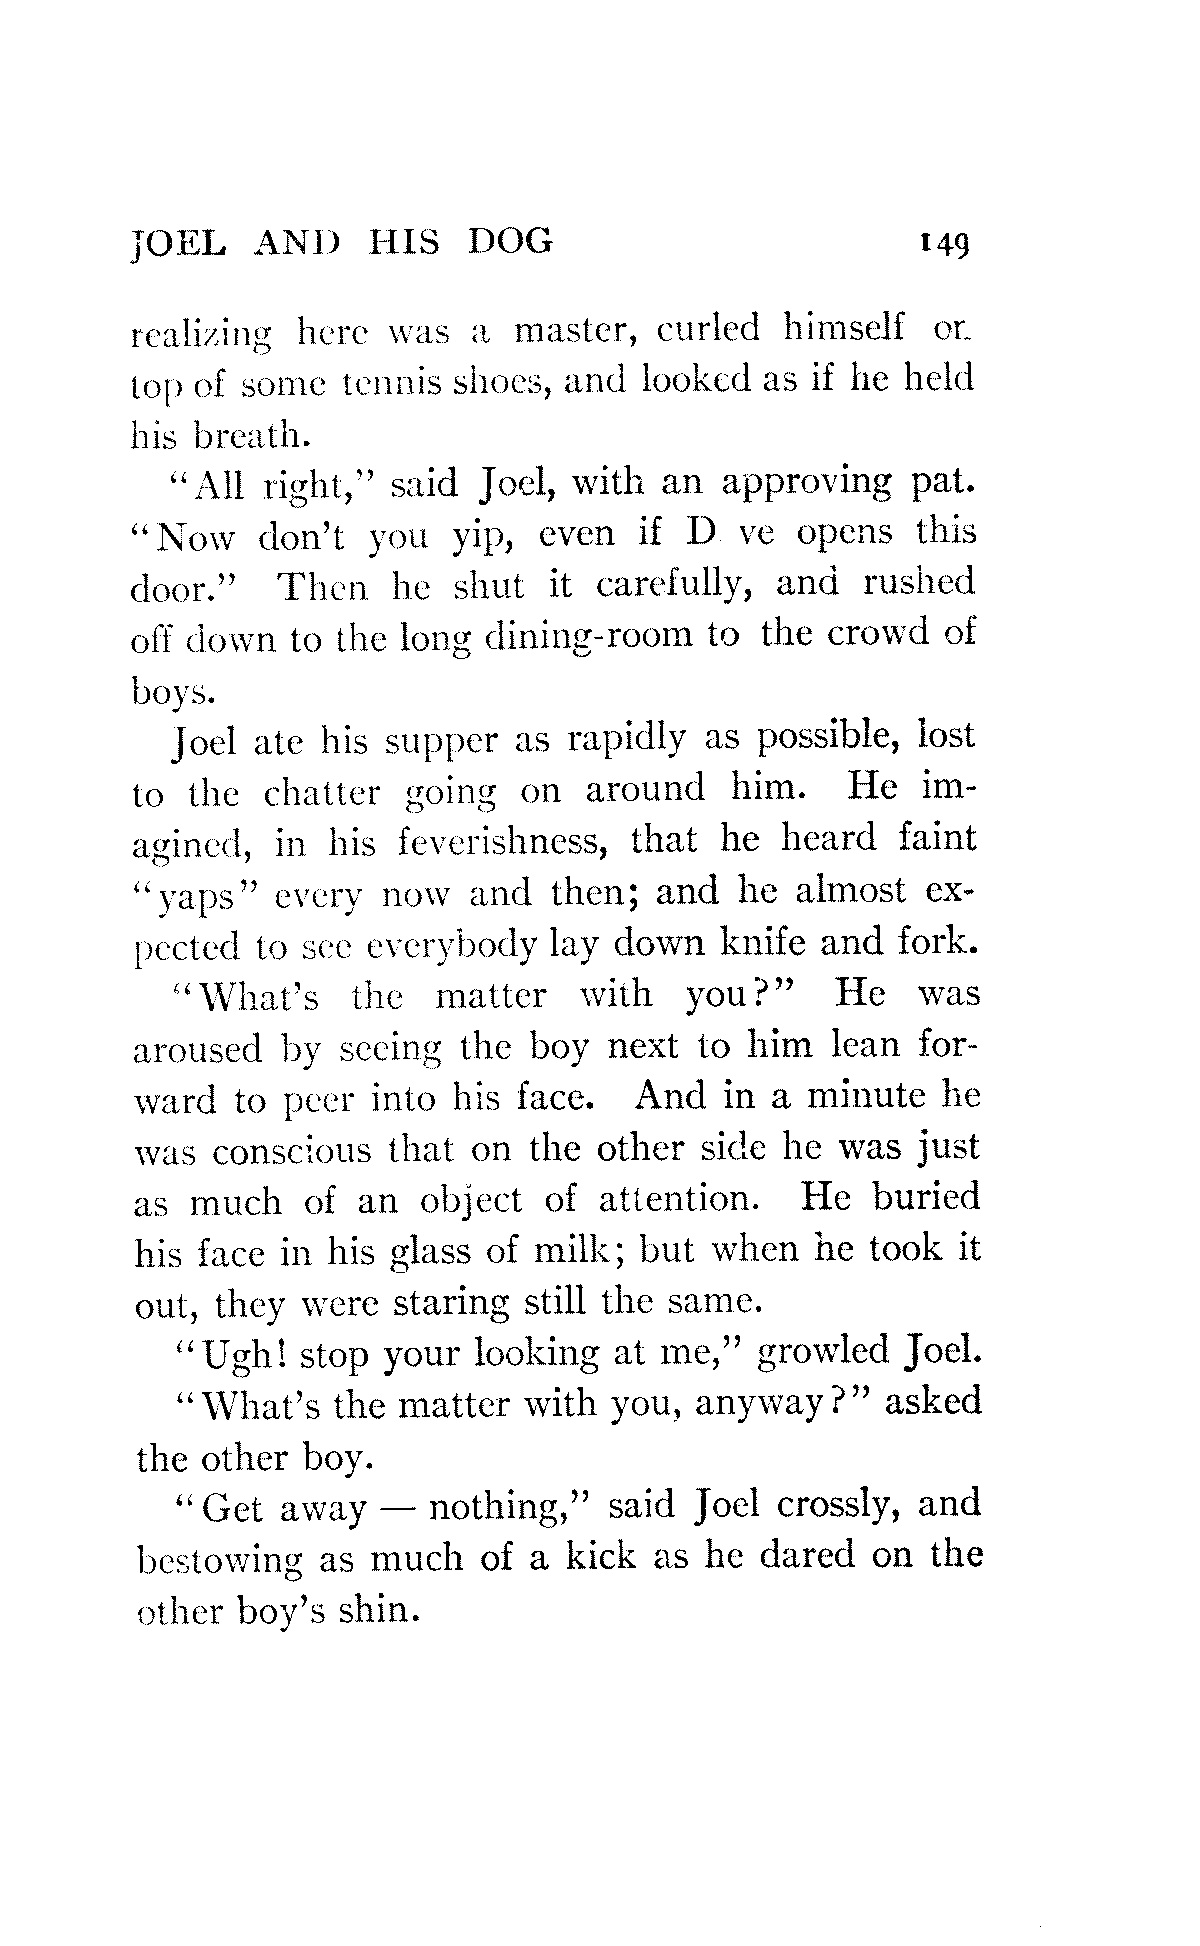 JOEL AND HIS DOG 149
realizing here was a master, curled himself on
top of some tennis shoes, and looked as if he held
his breath.
"All right," said Joel, with an approving pat.
"Now don't you yip, even if D ve opens this
door." Then he shut it carefully, and rushed
off down to the long dining-room to the crowd of
boys.
Joel ate his supper as rapidly as possible, lost
to the chatter going on around him. He im-
agined, in his feverishness, that he heard faint
"yaps" every now and then; and he almost ex-
pected to see everybody lay down knife and fork.
"What's the matter with you?" He was
aroused by seeing the boy next to him lean for-
ward to peer into his face. And in a minute he
was conscious that on the other side he was just
as much of an object of attention. He buried
his face in his glass of milk; but when he took it
out, they were staring still the same.
"Ugh! stop your looking at me," growled Joel.
"What's the matter with you, anyway?" asked
the other boy.
"Get away — nothing," said Joel crossly, and
bestowing as much of a kick as he dared on the
other boy's shin.